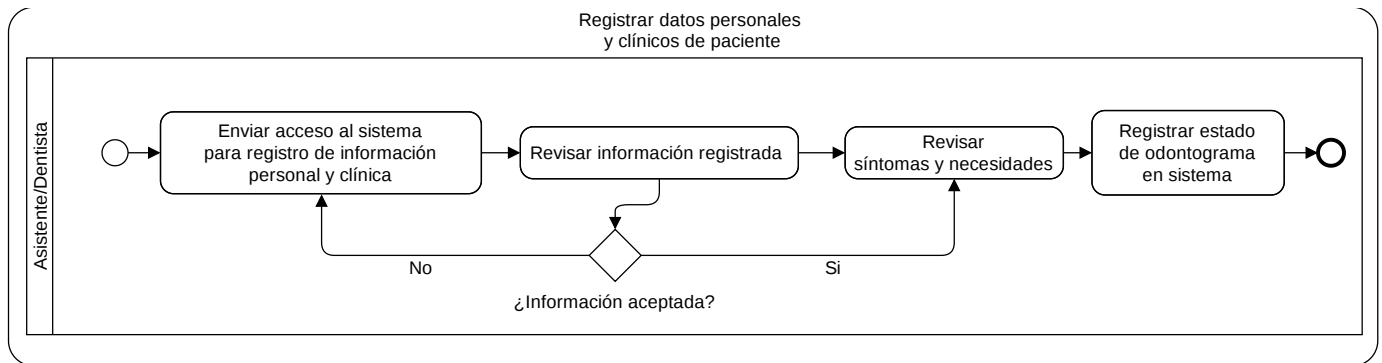 Registrar datos personales
y clínicos de paciente
Asistente/Dentista
Enviar acceso al sistema
para registro de información
personal y clínica
Revisar información registrada
Revisar
síntomas y necesidades
Registrar estado
de odontograma
en sistema
No
Si
¿Información aceptada?